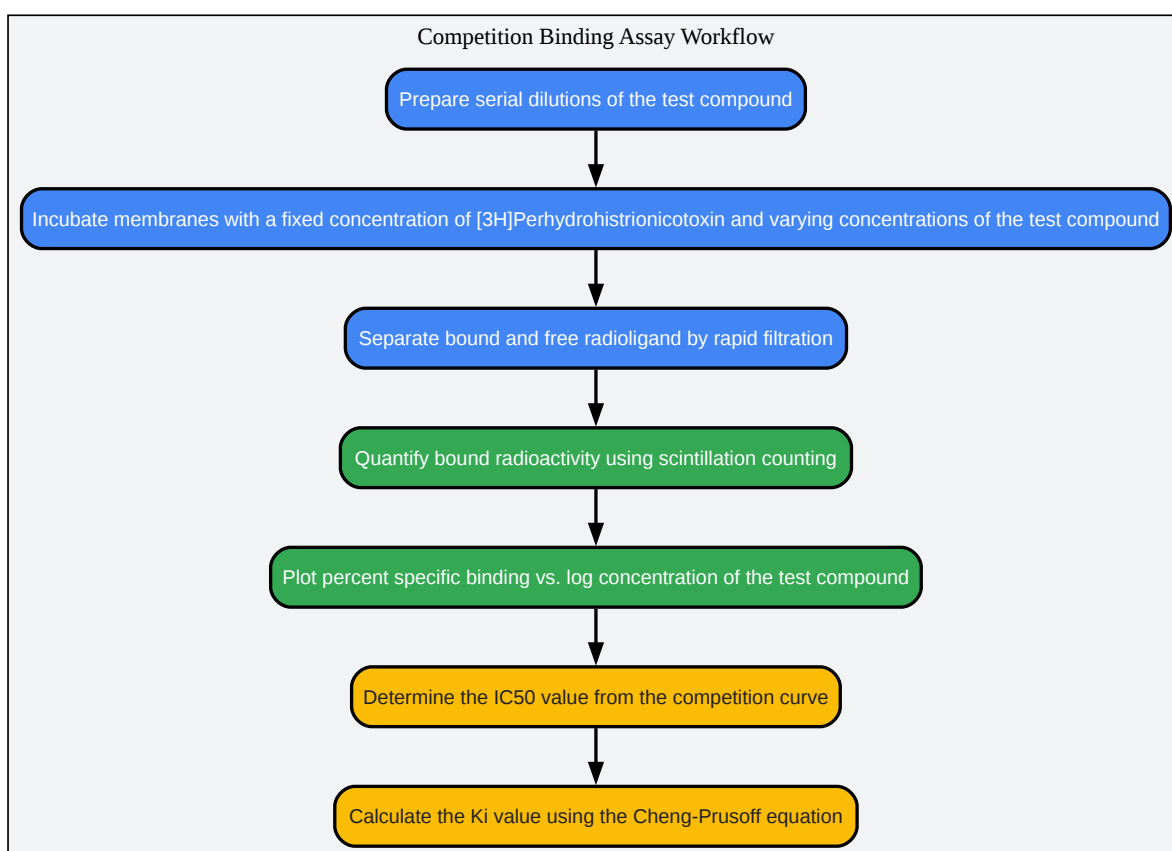 Competition Binding Assay Workflow
Prepare serial dilutions of the test compound
Incubate membranes with a fixed concentration of [3H]Perhydrohistrionicotoxin and varying concentrations of the test compound
Separate bound and free radioligand by rapid filtration
Quantify bound radioactivity using scintillation counting
Plot percent specific binding vs. log concentration of the test compound
Determine the IC50 value from the competition curve
Calculate the Ki value using the Cheng-Prusoff equation